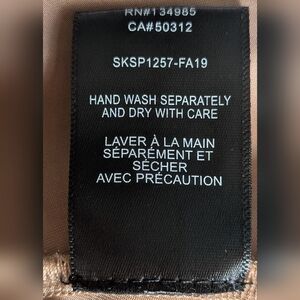 RN#134985
CA#50312
SKSP1257-FA19
HAND WASH SEPARATELY
AND DRY WITH CARE
LAVER À LA MAIN
SÉPARÉMENT ET
SÉCHER
AVEC PRÉCAUTION